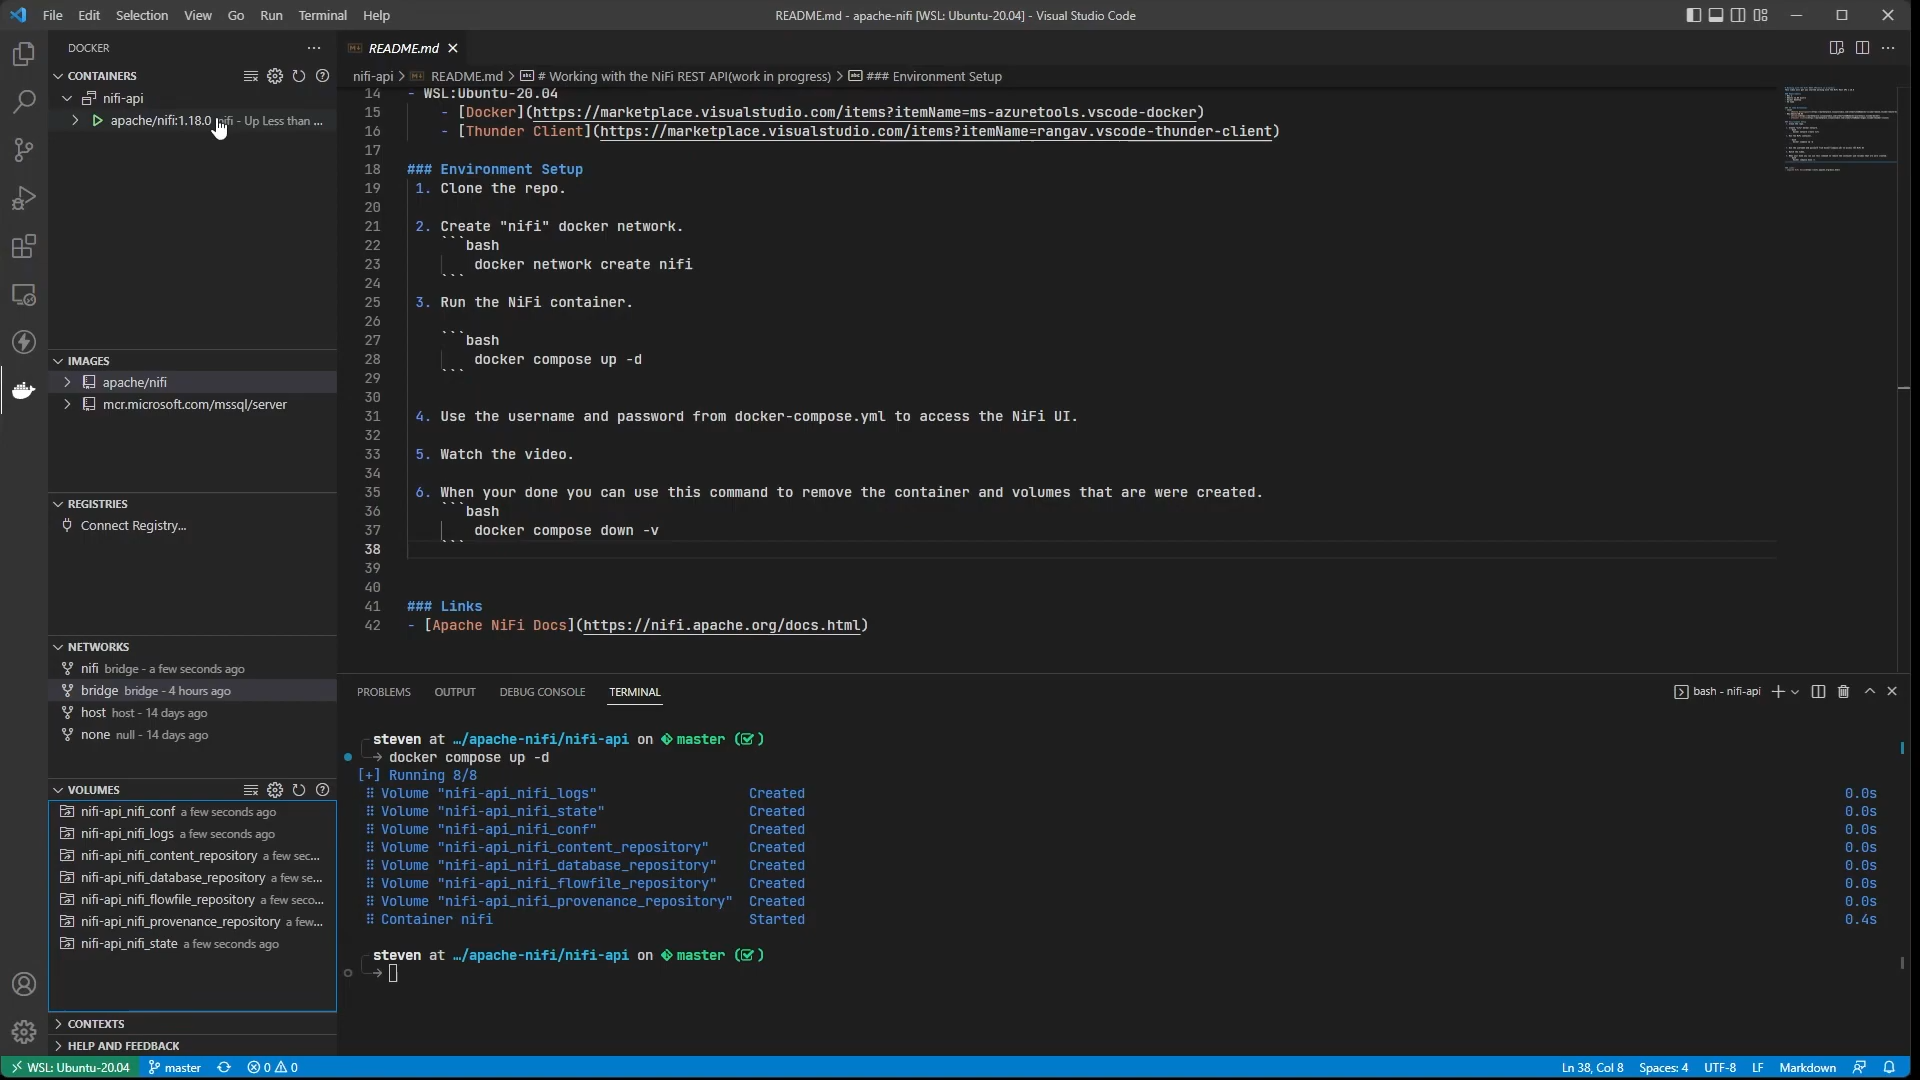 File Edit Selection View Go Run Terminal Help
README.md - apache-nifi [WSL: Ubuntu-20.04] - Visual Studio Code
DOCKER
CONTAINERS
nifi-api
apache/nifi:1.18.0 nifi - Up Less than ...
IMAGES
apache/nifi
mcr.microsoft.com/mssql/server
REGISTRIES
Connect Registry...
NETWORKS
nifi bridge - a few seconds ago
bridge bridge - 4 hours ago
host host - 14 days ago
none null - 14 days ago
VOLUMES
nifi-api_nifi_conf a few seconds ago
nifi-api_nifi_logs a few seconds ago
nifi-api_nifi_content_repository a few sec...
nifi-api_nifi_database_repository a few se...
nifi-api_nifi_flowfile_repository a few seco...
nifi-api_nifi_provenance_repository a few...
nifi-api_nifi_state a few seconds ago
CONTEXTS
HELP AND FEEDBACK
README.md
nifi-api > README.md > # Working with the NiFi REST API(work in progress) > ### Environment Setup
14 - WSL:Ubuntu-20.04
15 - [Docker](https://marketplace.visualstudio.com/items?itemName=ms-azuretools.vscode-docker)
16 - [Thunder Client](https://marketplace.visualstudio.com/items?itemName=rangav.vscode-thunder-client)
17
18 ### Environment Setup
19 1. Clone the repo.
20
21 2. Create "nifi" docker network.
22 ```bash
23 docker network create nifi
24 ```
25 3. Run the NiFi container.
26
27 ```bash
28 docker compose up -d
29 ```
30
31 4. Use the username and password from docker-compose.yml to access the NiFi UI.
32
33 5. Watch the video.
34
35 6. When your done you can use this command to remove the container and volumes that are were created.
36 ```bash
37 docker compose down -v
38 ```
39
40
41 ### Links
42 - [Apache NiFi Docs](https://nifi.apache.org/docs.html)
PROBLEMS OUTPUT DEBUG CONSOLE TERMINAL
bash - nifi-api
steven at …/apache-nifi/nifi-api on master
docker compose up -d
[+] Running 8/8
Volume "nifi-api_nifi_logs" Created 0.0s
Volume "nifi-api_nifi_state" Created 0.0s
Volume "nifi-api_nifi_conf" Created 0.0s
Volume "nifi-api_nifi_content_repository" Created 0.0s
Volume "nifi-api_nifi_database_repository" Created 0.0s
Volume "nifi-api_nifi_flowfile_repository" Created 0.0s
Volume "nifi-api_nifi_provenance_repository" Created 0.0s
Container nifi Started 0.4s
steven at …/apache-nifi/nifi-api on master
WSL: Ubuntu-20.04 master 0 0
Ln 38, Col 8 Spaces: 4 UTF-8 LF Markdown